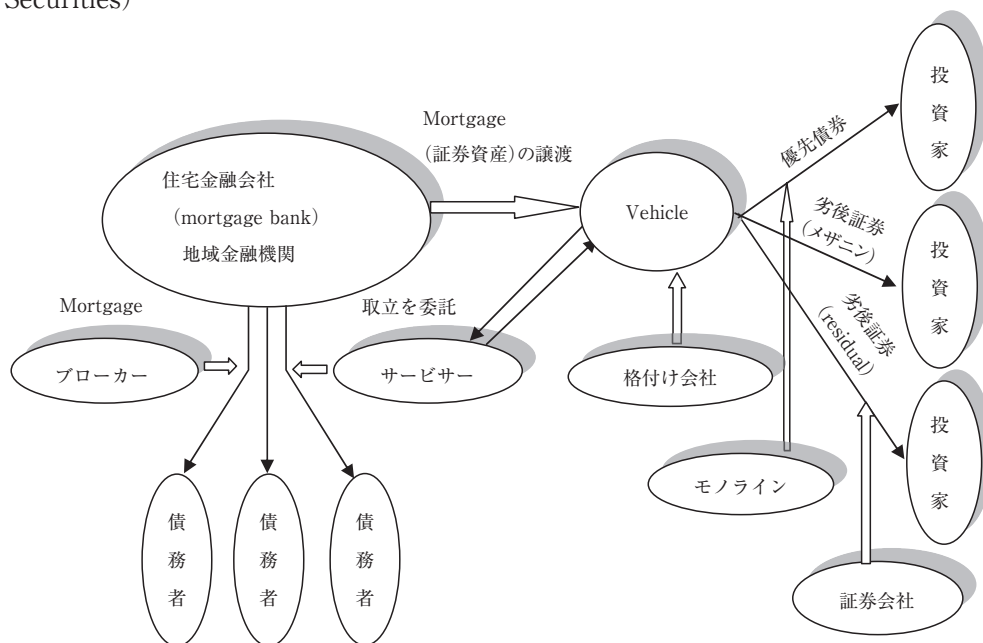 Securities)
Mortgage
(証券資産)の譲渡
住宅金融会社
(mortgage bank)
地域金融機関
Vehicle
優先債券
投資家
劣後証券
(メザニン)
投資家
劣後証券
(residual)
投資家
Mortgage
ブローカー
取立を委託
サービサー
格付け会社
モノライン
証券会社
債務者
債務者
債務者